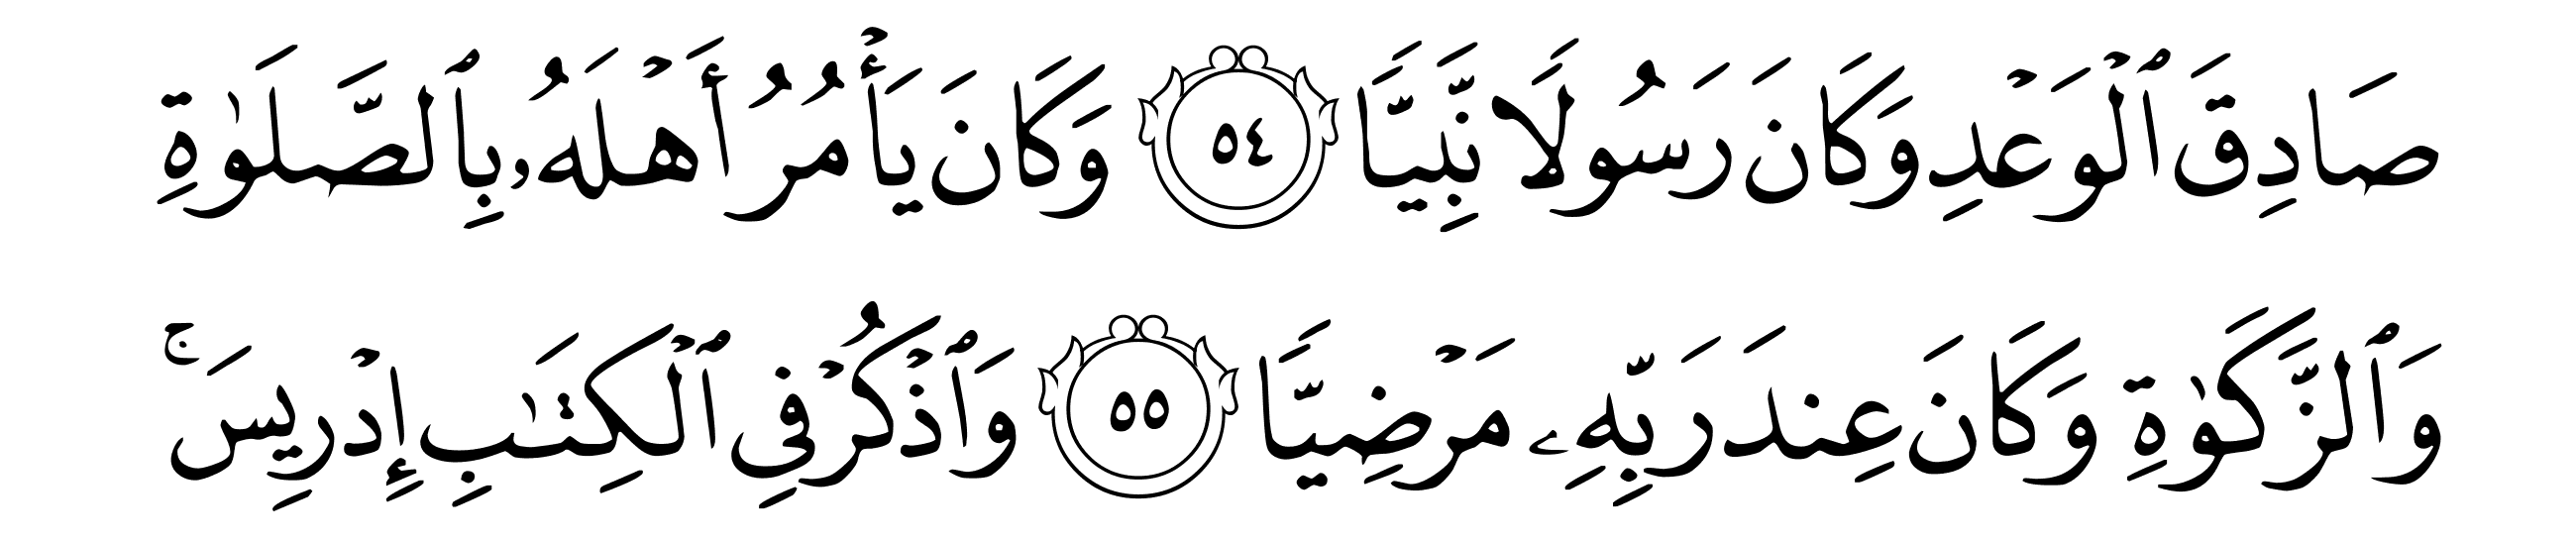 صَادِقَ ٱلْوَعْدِ وَكَانَ رَسُولًا نَّبِيًّا ٥٤ وَكَانَ يَأْمُرُ أَهْلَهُۥ بِٱلصَّلَوٰةِ
وَٱلزَّكَوٰةِ وَكَانَ عِندَ رَبِّهِۦ مَرْضِيًّا ٥٥ وَٱذْكُرْ فِى ٱلْكِتَـٰبِ إِدْرِيسَ ۚ